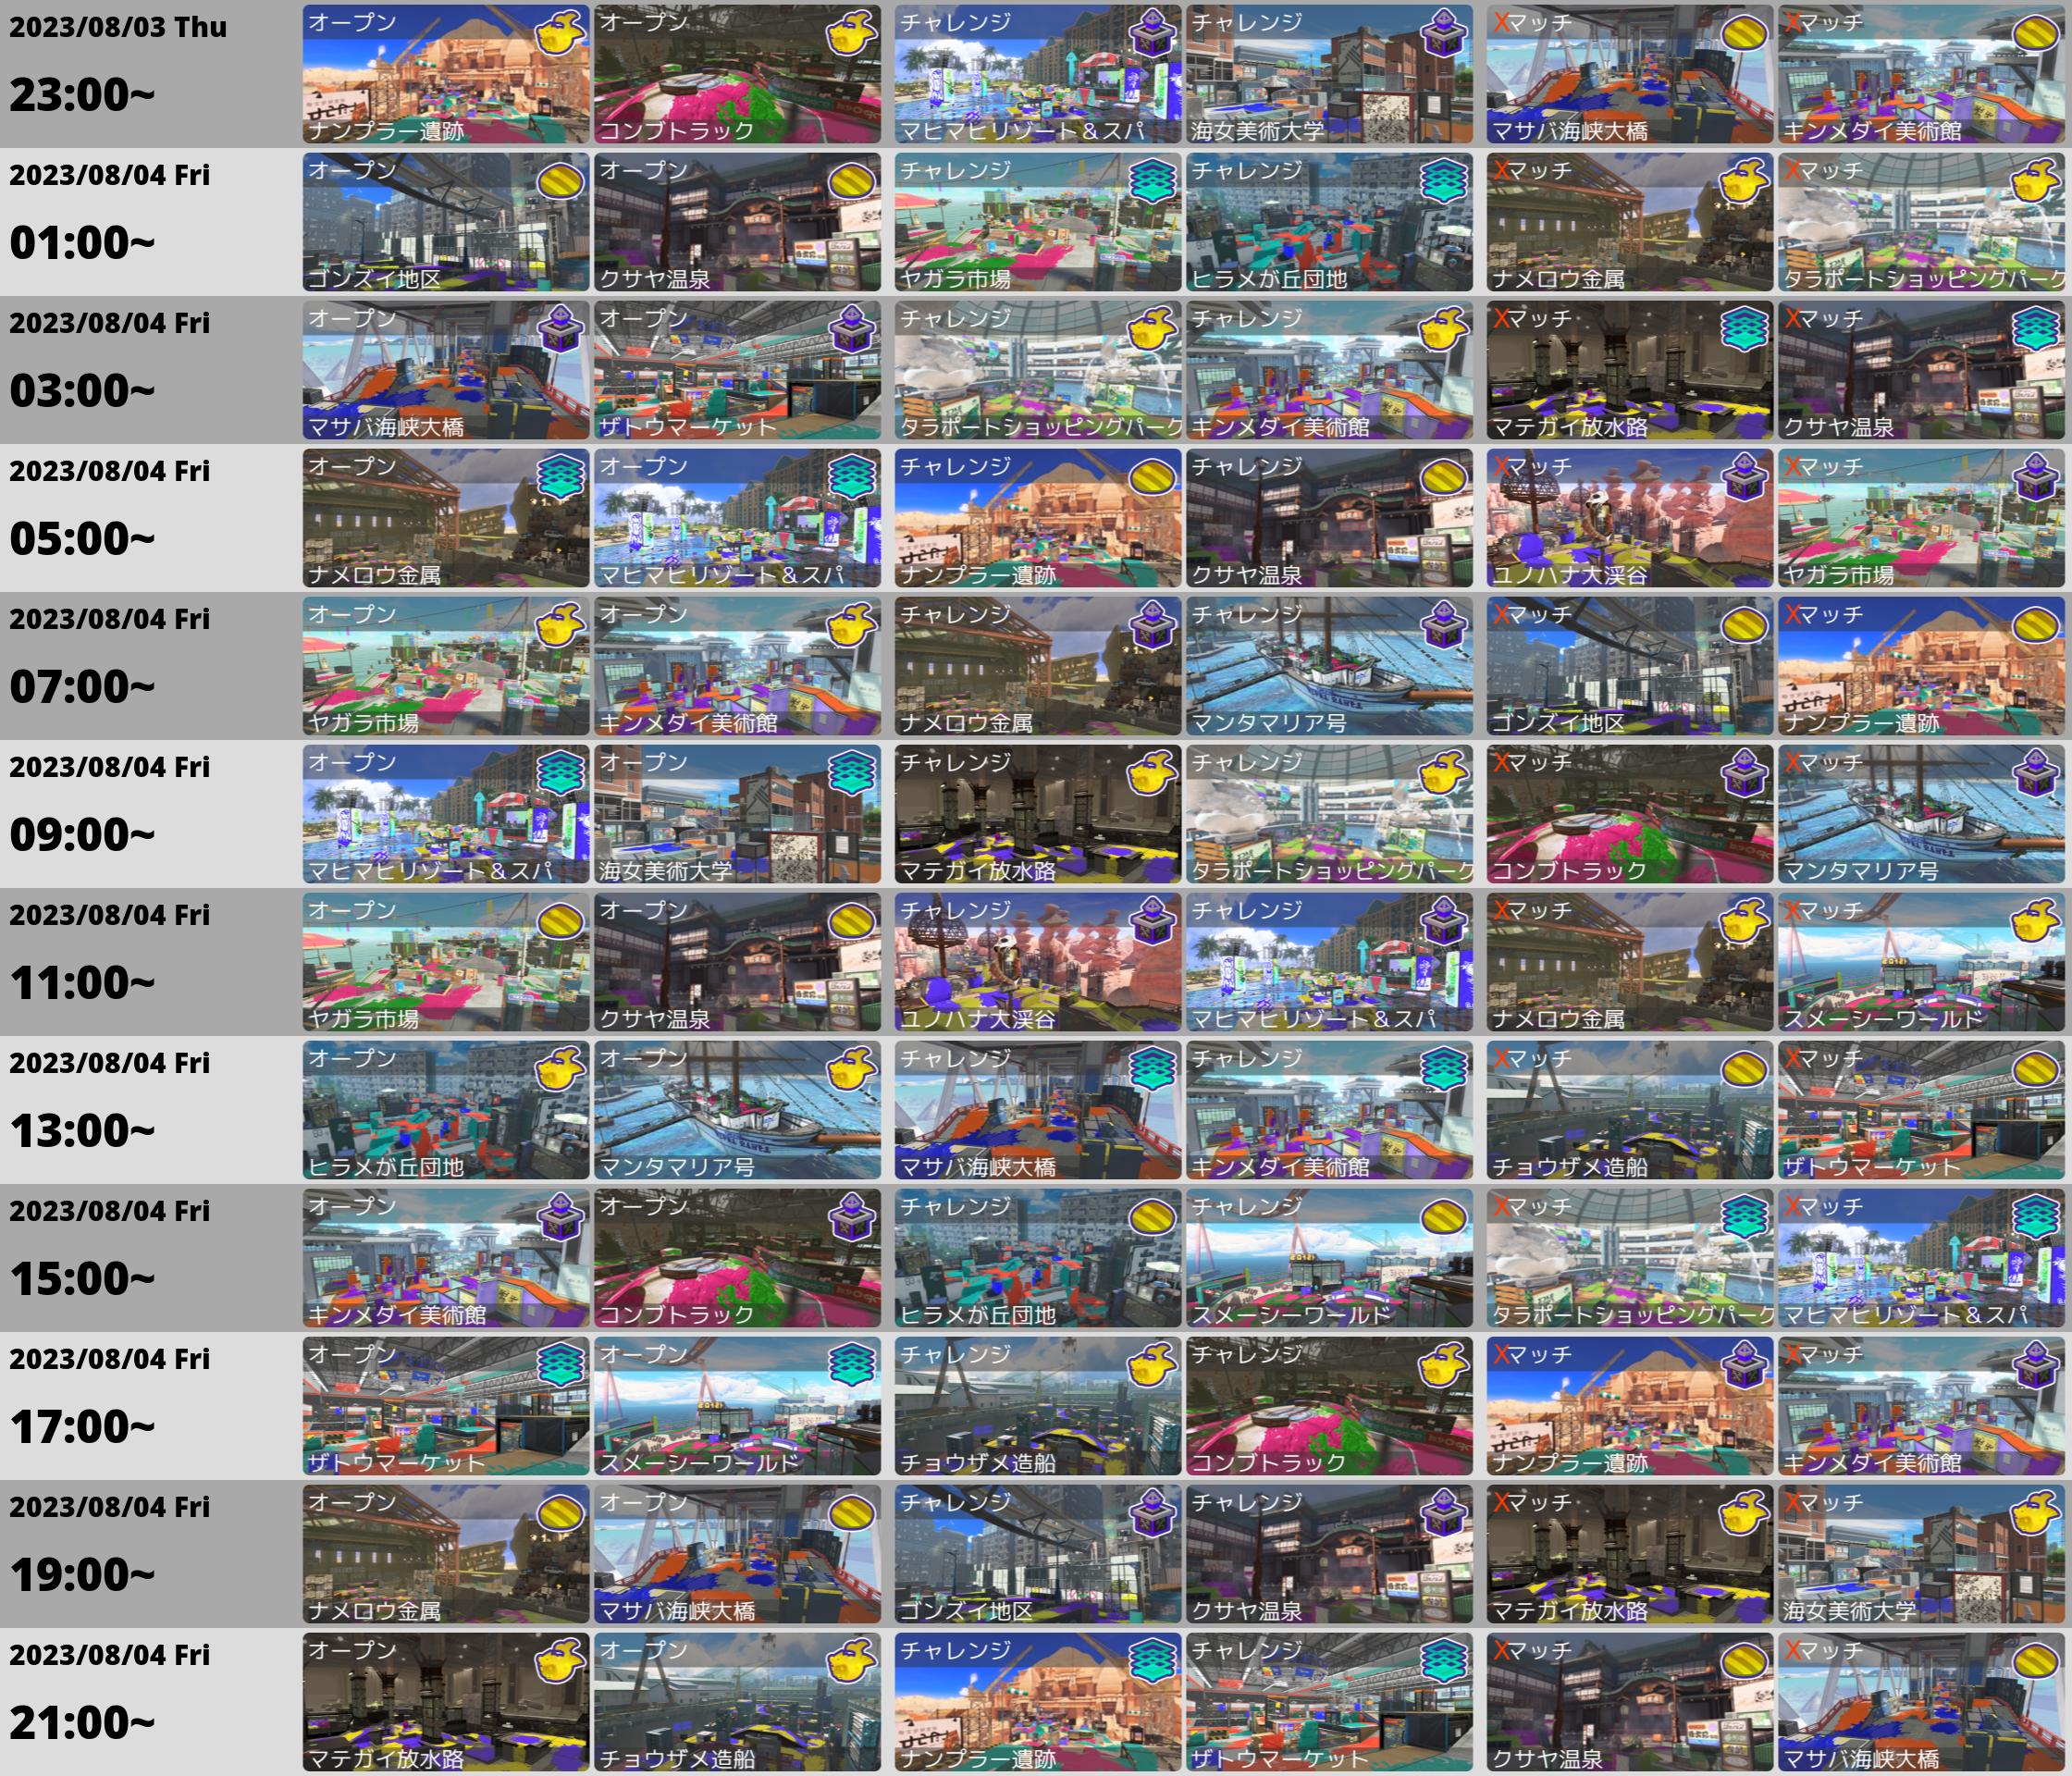 2023/08/03 Thu
23:00~
オープン
ナンプラー遺跡
オープン
コンブトラック
チャレンジ
マヒマヒリゾート＆スパ
チャレンジ
海女美術大学
Xマッチ
マサバ海峡大橋
Xマッチ
キンメダイ美術館
2023/08/04 Fri
01:00~
オープン
ゴンズイ地区
オープン
クサヤ温泉
チャレンジ
ヤガラ市場
チャレンジ
ヒラメが丘団地
Xマッチ
ナメロウ金属
Xマッチ
タラポートショッピングパーク
2023/08/04 Fri
03:00~
オープン
マサバ海峡大橋
オープン
ザトウマーケット
チャレンジ
タラポートショッピングパーク
チャレンジ
キンメダイ美術館
Xマッチ
マテガイ放水路
Xマッチ
クサヤ温泉
2023/08/04 Fri
05:00~
オープン
ナメロウ金属
オープン
マヒマヒリゾート＆スパ
チャレンジ
ナンプラー遺跡
チャレンジ
クサヤ温泉
Xマッチ
ユノハナ大渓谷
Xマッチ
ヤガラ市場
2023/08/04 Fri
07:00~
オープン
ヤガラ市場
オープン
キンメダイ美術館
チャレンジ
ナメロウ金属
チャレンジ
マンタマリア号
Xマッチ
ゴンズイ地区
Xマッチ
ナンプラー遺跡
2023/08/04 Fri
09:00~
オープン
マヒマヒリゾート＆スパ
オープン
海女美術大学
チャレンジ
マテガイ放水路
チャレンジ
タラポートショッピングパーク
Xマッチ
コンブトラック
Xマッチ
マンタマリア号
2023/08/04 Fri
11:00~
オープン
ヤガラ市場
オープン
クサヤ温泉
チャレンジ
ユノハナ大渓谷
チャレンジ
マヒマヒリゾート＆スパ
Xマッチ
ナメロウ金属
Xマッチ
スメーシーワールド
2023/08/04 Fri
13:00~
オープン
ヒラメが丘団地
オープン
マンタマリア号
チャレンジ
マサバ海峡大橋
チャレンジ
キンメダイ美術館
Xマッチ
チョウザメ造船
Xマッチ
ザトウマーケット
2023/08/04 Fri
15:00~
オープン
キンメダイ美術館
オープン
コンブトラック
チャレンジ
ヒラメが丘団地
チャレンジ
スメーシーワールド
Xマッチ
タラポートショッピングパーク
Xマッチ
マヒマヒリゾート＆スパ
2023/08/04 Fri
17:00~
オープン
ザトウマーケット
オープン
スメーシーワールド
チャレンジ
チョウザメ造船
チャレンジ
コンブトラック
Xマッチ
ナンプラー遺跡
Xマッチ
キンメダイ美術館
2023/08/04 Fri
19:00~
オープン
ナメロウ金属
オープン
マサバ海峡大橋
チャレンジ
ゴンズイ地区
チャレンジ
クサヤ温泉
Xマッチ
マテガイ放水路
Xマッチ
海女美術大学
2023/08/04 Fri
21:00~
オープン
マテガイ放水路
オープン
チョウザメ造船
チャレンジ
ナンプラー遺跡
チャレンジ
ザトウマーケット
Xマッチ
クサヤ温泉
Xマッチ
マサバ海峡大橋